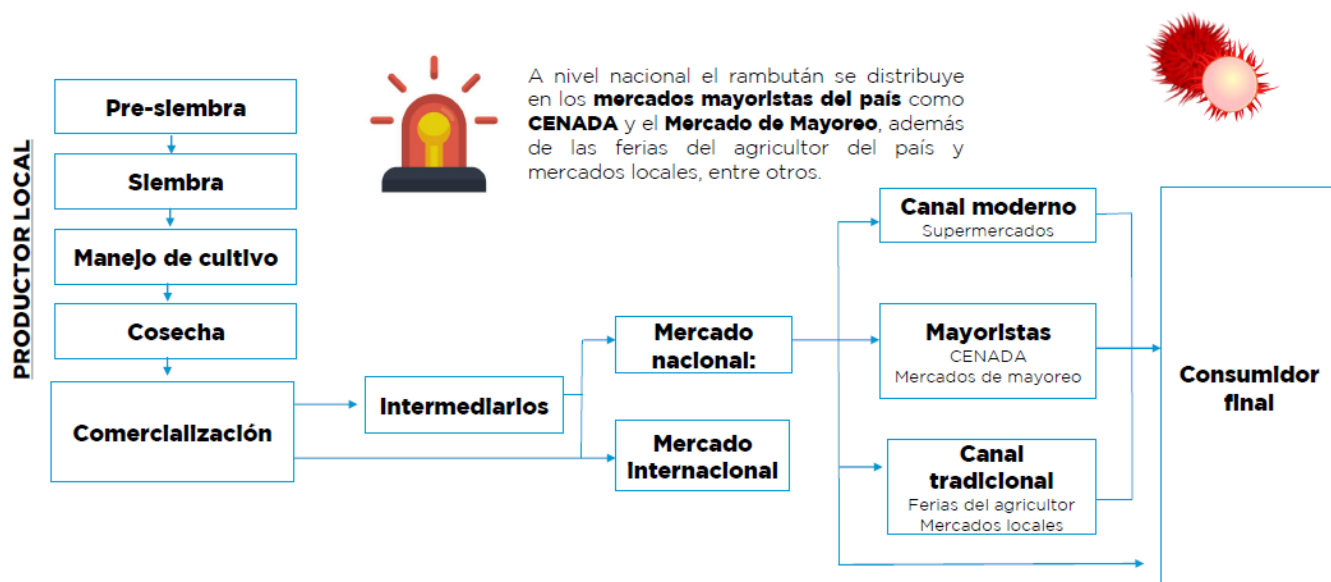 A nivel nacional el rambután se distribuye
en los mercados mayoristas del país como
CENADA y el Mercado de Mayoreo, además
de las ferias del agricultor del país y
mercados locales, entre otros.
PRODUCTOR LOCAL
Pre-siembra
Siembra
Manejo de cultivo
Cosecha
Comercialización
Intermediarios
Mercado
nacional:
Mercado
Internacional
Canal moderno
Supermercados
Mayoristas
CENADA
Mercados de mayoreo
Canal
tradicional
Ferias del agricultor
Mercados locales
Consumidor
final